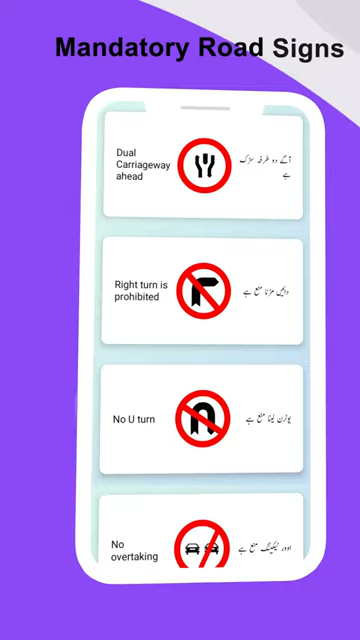 Mandatory Road Signs
Dual
Carriageway
ahead
آگے دو طرفہ سڑک
ہے
Right turn is
prohibited
دائیں مڑنا منع ہے
No U turn
یوٹرن لینا منع ہے
No
overtaking
اوور ٹیکینگ منع ہے